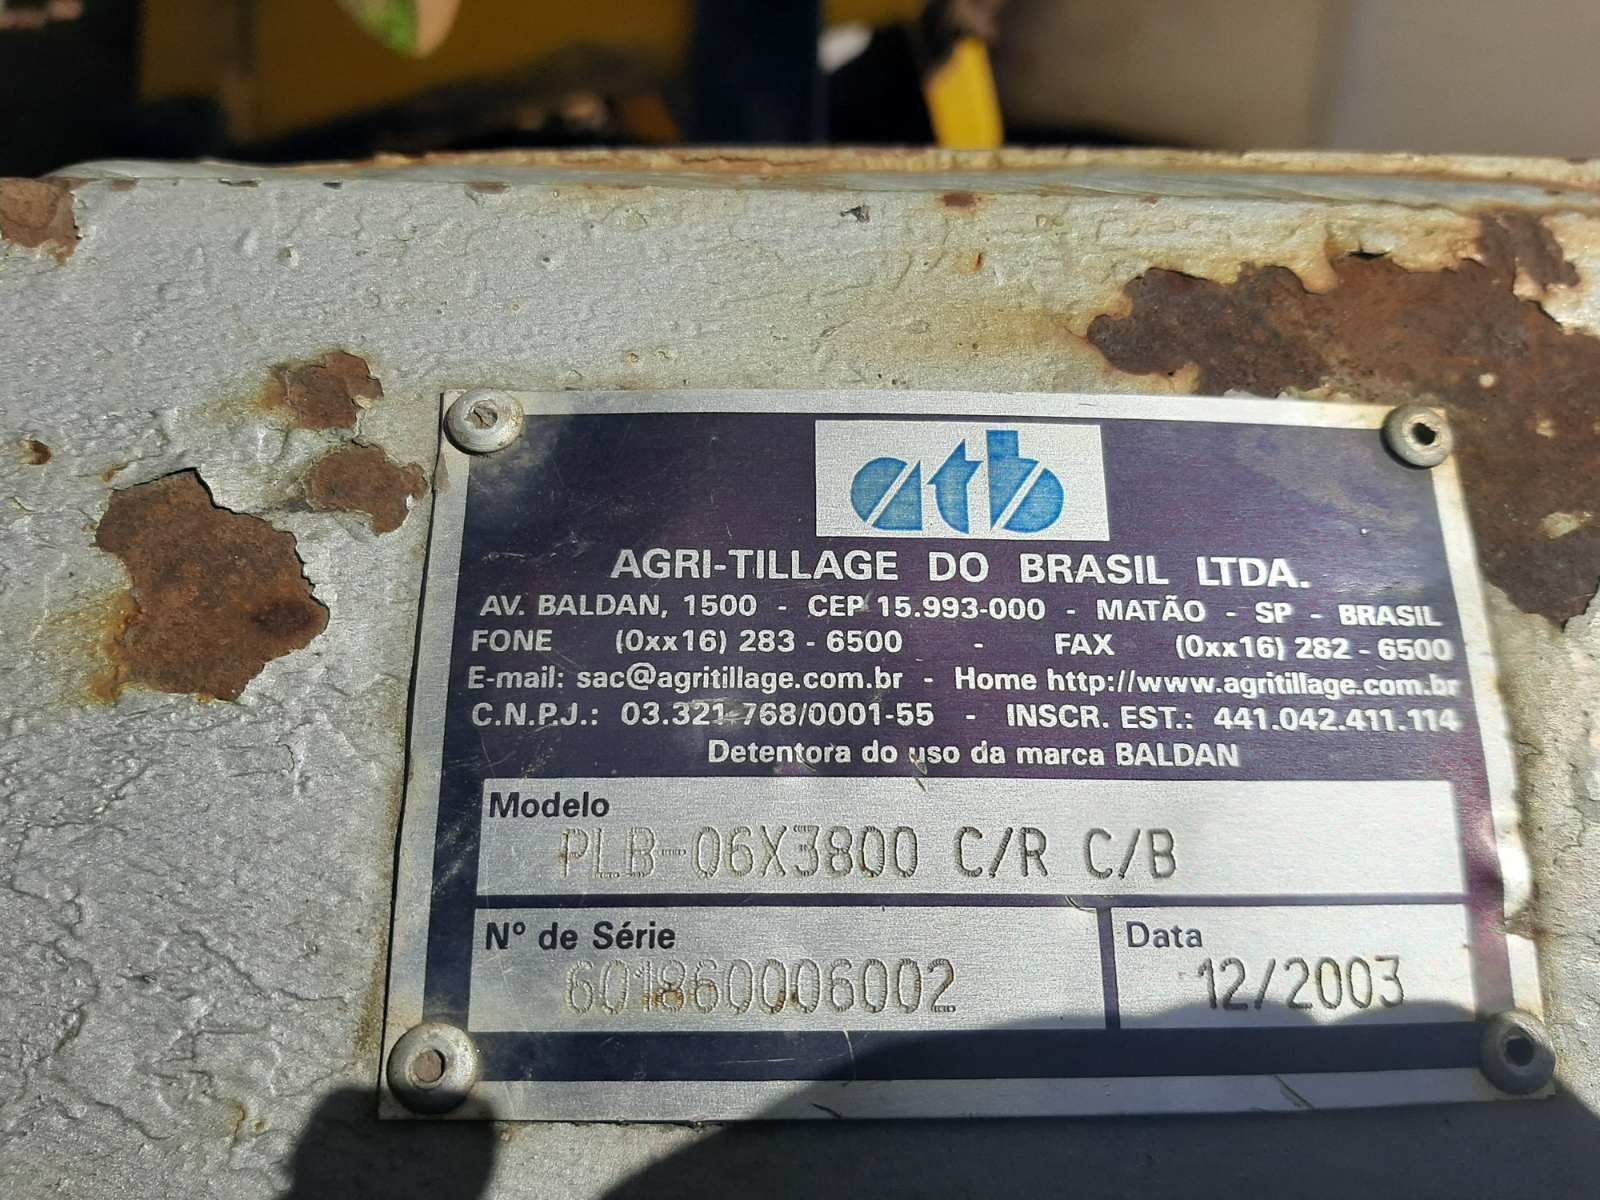 atb
AGRI-TILLAGE DO BRASIL LTDA.
AV. BALDAN, 1500 - CEP 15.993-000 - MATÃO - SP - BRASIL
FONE (0xx16) 283 - 6500 - FAX (0xx16) 282 - 6500
E-mail: sac@agritillage.com.br - Home http://www.agritillage.com.br
C.N.P.J.: 03.321.768/0001-55 - INSCR. EST.: 441.042.411.114
Detentora do uso da marca BALDAN
Modelo
PLB-06X3800 C/R C/B
Nº de Série
601860006002
Data
12/2003